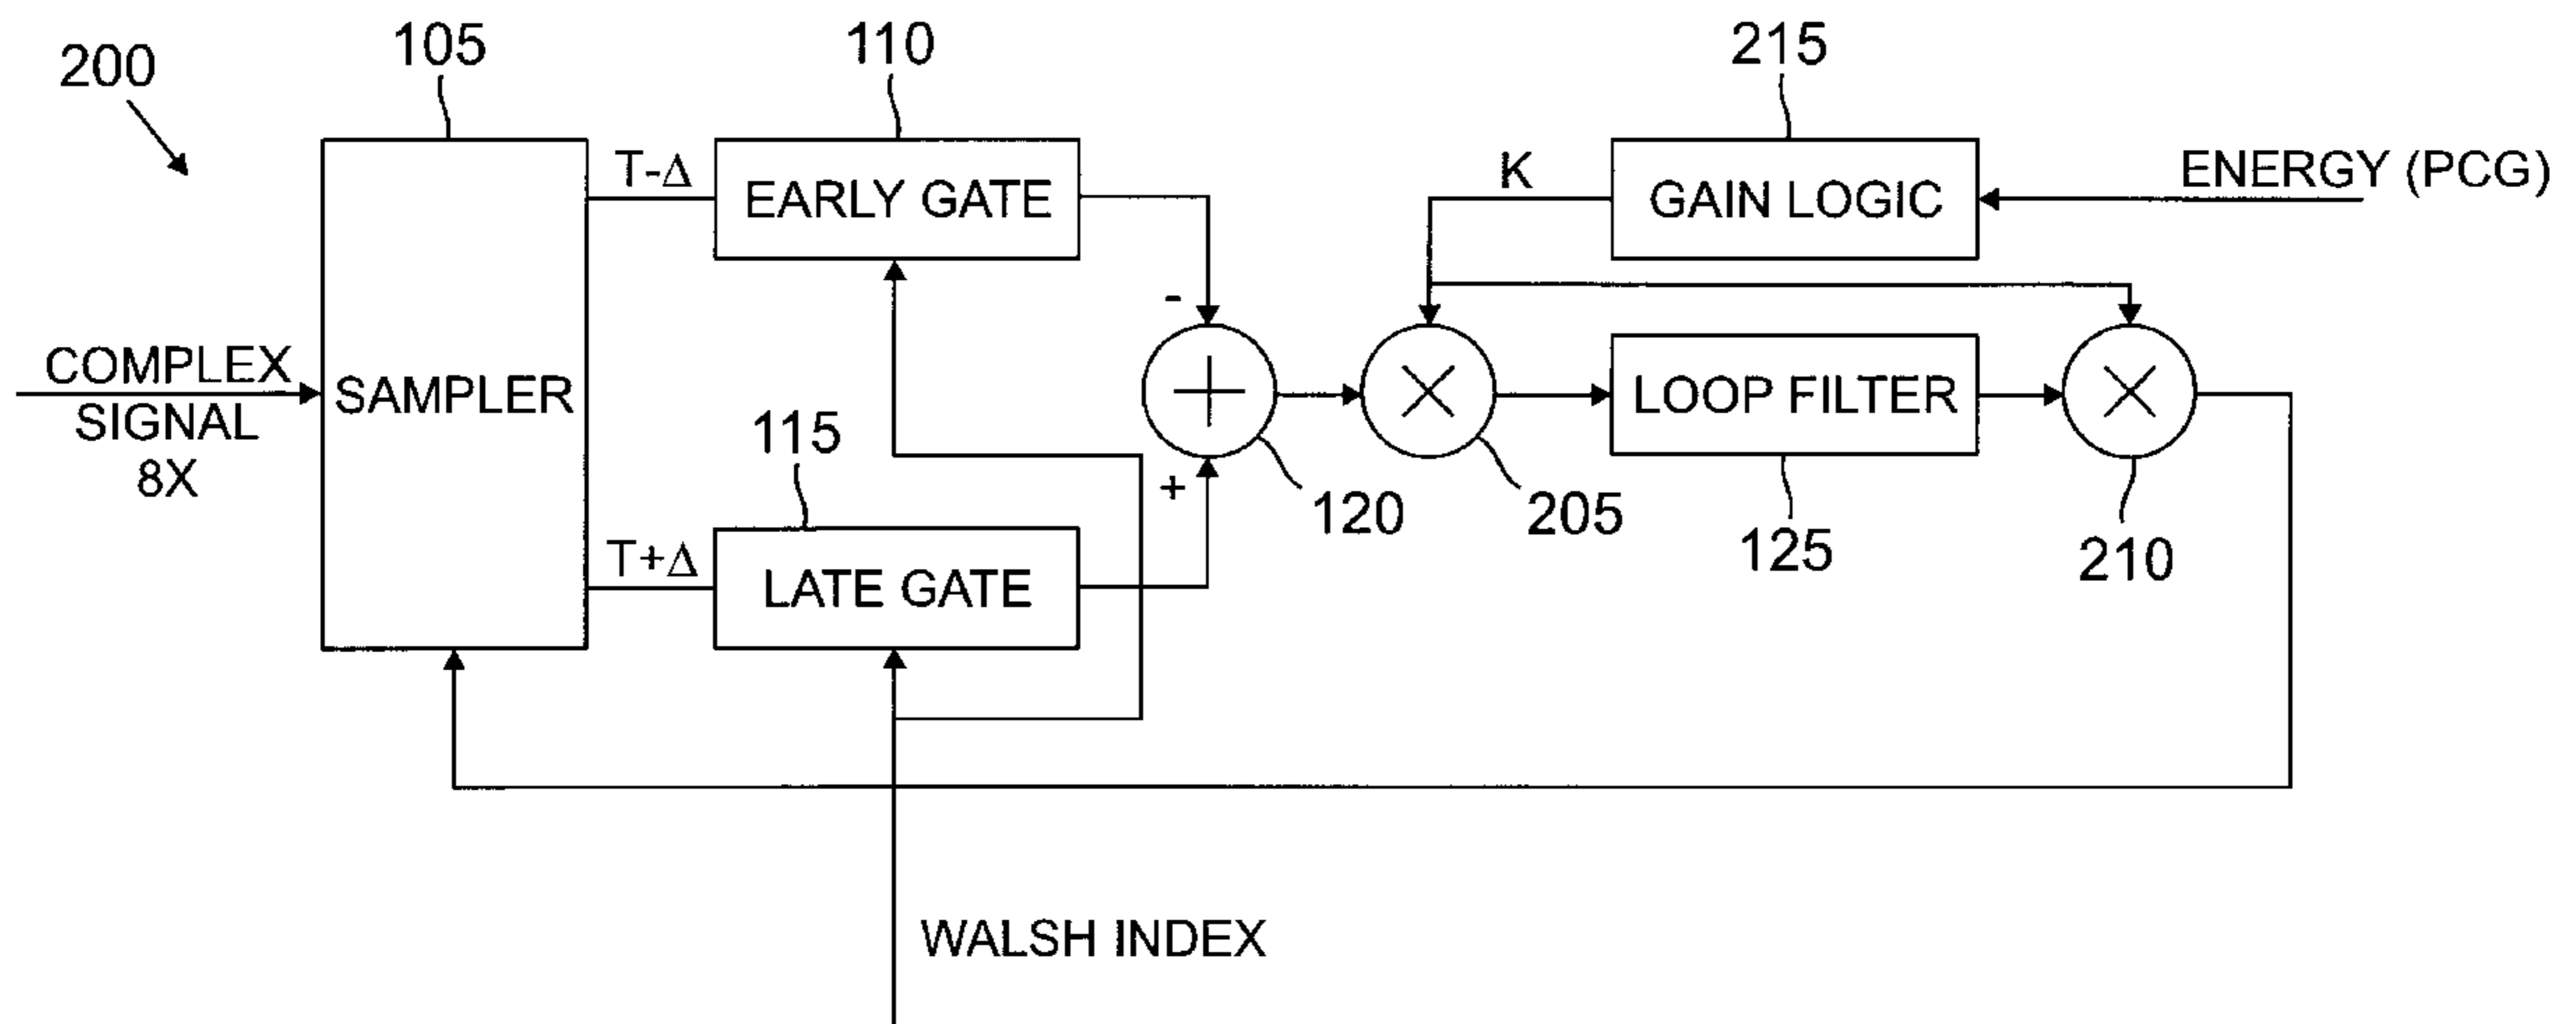 200
105
110
215
T-Δ
EARLY GATE
K
GAIN LOGIC
ENERGY (PCG)
-
COMPLEX
SIGNAL
8X
SAMPLER
LOOP FILTER
115
+
120
205
125
210
T+Δ
LATE GATE
WALSH INDEX